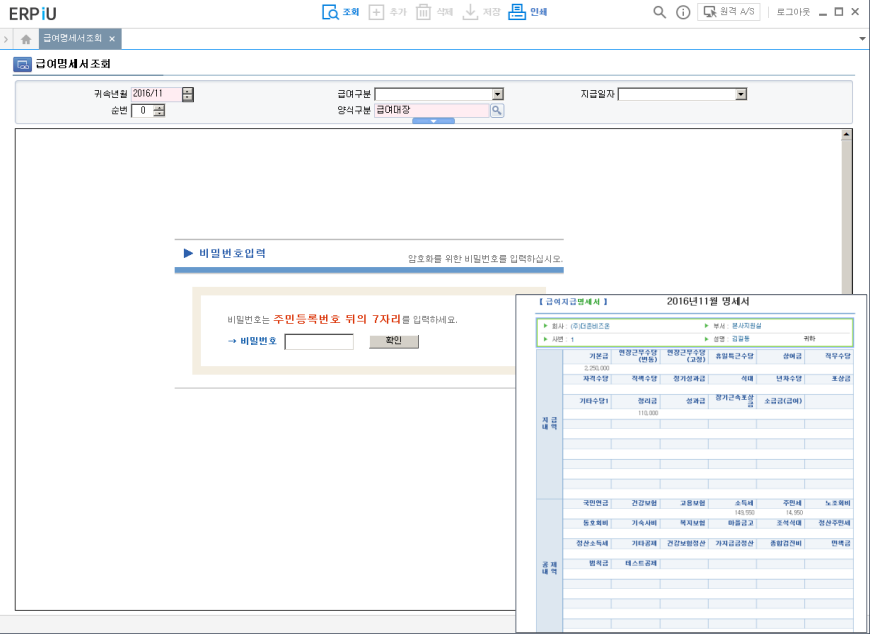 ERPiU 조회 추가 삭제 저장 인쇄 원격 A/S 로그아웃
급여명세서조회 ×
급여명세서조회
귀속년월 2016/11 급여구분 지급일자
순번 0 양식구분 급여대장
비밀번호입력 암호화를 위한 비밀번호를 입력하십시오.
비밀번호는 주민등록번호 뒤의 7자리를 입력하세요.
→ 비밀번호 확인
【 급여지급명세서 】 2016년11월 명세서
회사 : (주)더존비즈온 부서 : 본사지원실
사번 : 1 성명 : 김갑동 귀하
지급내역
기본급 연장근무수당(변동) 연장근무수당(고정) 휴일특근수당 상여금 직무수당
2,250,000
자격수당 직책수당 정기성과급 식대 년차수당 포상금
기타수당1 정리금 성과급 장기근속포상금 소급금(급여)
110,000
공제내역
국민연금 건강보험 고용보험 소득세 주민세 노조회비
149,550 14,950
동호회비 기숙사비 복지보험 마을금고 조석식대 정산주민세
정산소득세 기타공제 건강보험정산 가지급금정산 종합검진비 면책금
범칙금 테스트공제